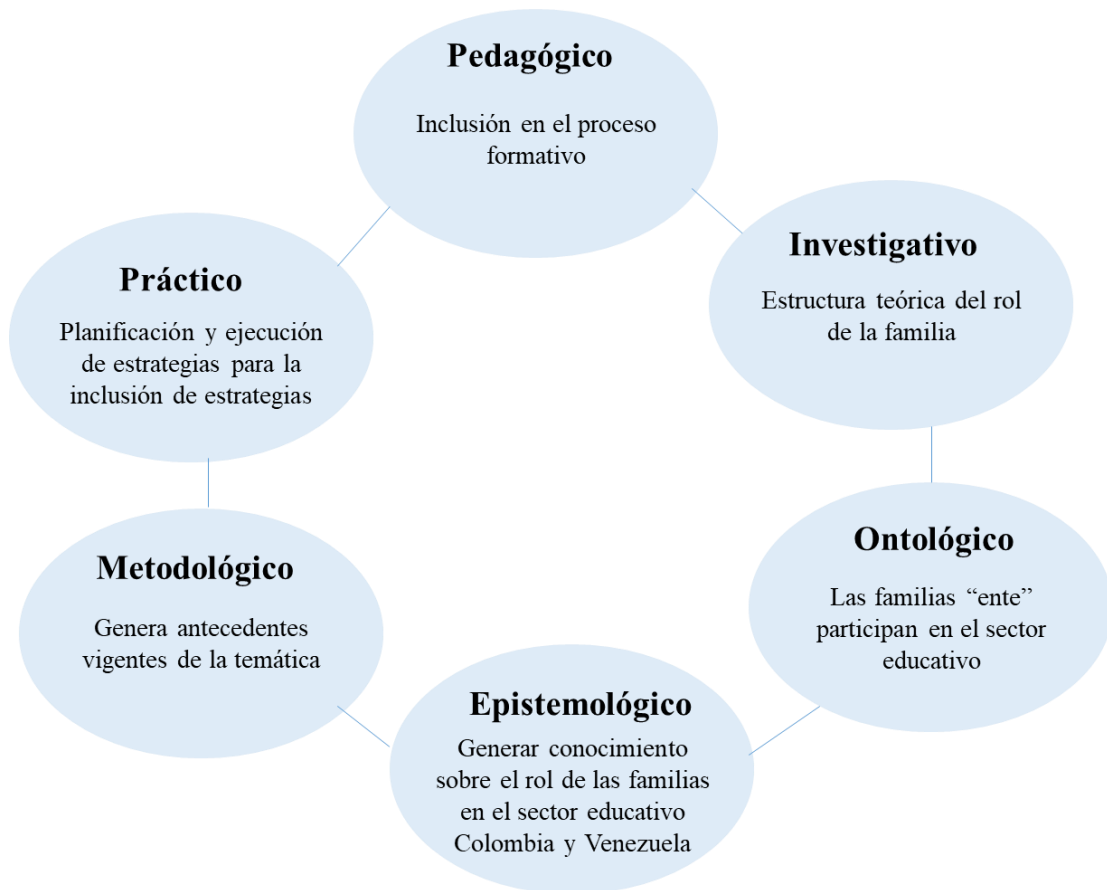 Pedagógico
Inclusión en el proceso
formativo
Investigativo
Estructura teórica del rol
de la familia
Ontológico
Las familias “ente”
participan en el sector
educativo
Epistemológico
Generar conocimiento
sobre el rol de las familias
en el sector educativo
Colombia y Venezuela
Metodológico
Genera antecedentes
vigentes de la temática
Práctico
Planificación y ejecución
de estrategias para la
inclusión de estrategias